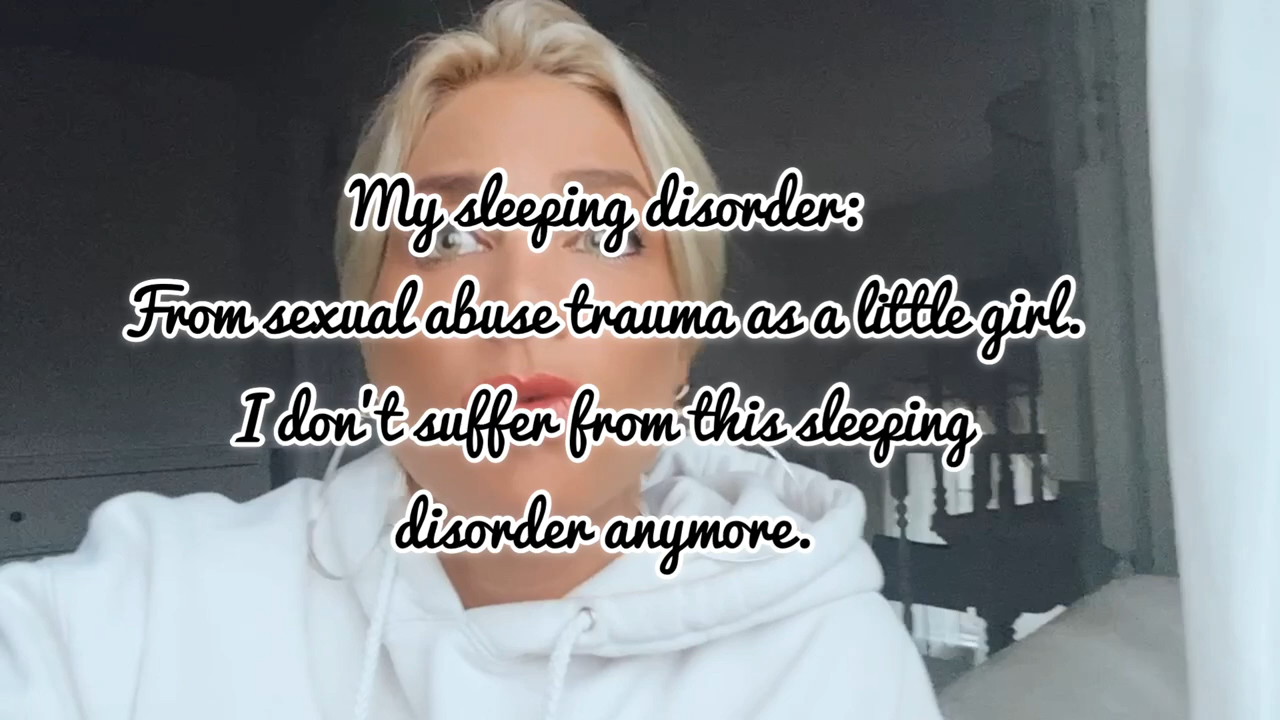 My sleeping disorder:
From sexual abuse trauma as a little girl.
I don't suffer from this sleeping
disorder anymore.